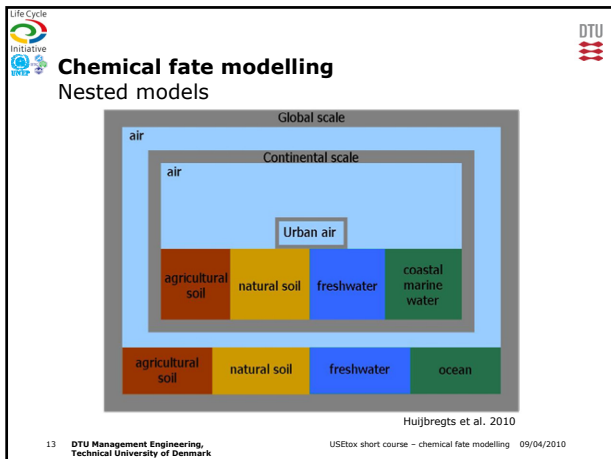 Life Cycle
Initiative
UNEP
DTU
Chemical fate modelling
Nested models
Global scale
air
Continental scale
air
Urban air
agricultural
soil
natural soil
freshwater
coastal
marine
water
agricultural
soil
natural soil
freshwater
ocean
Huijbregts et al. 2010
13 DTU Management Engineering, USEtox short course – chemical fate modelling 09/04/2010
Technical University of Denmark